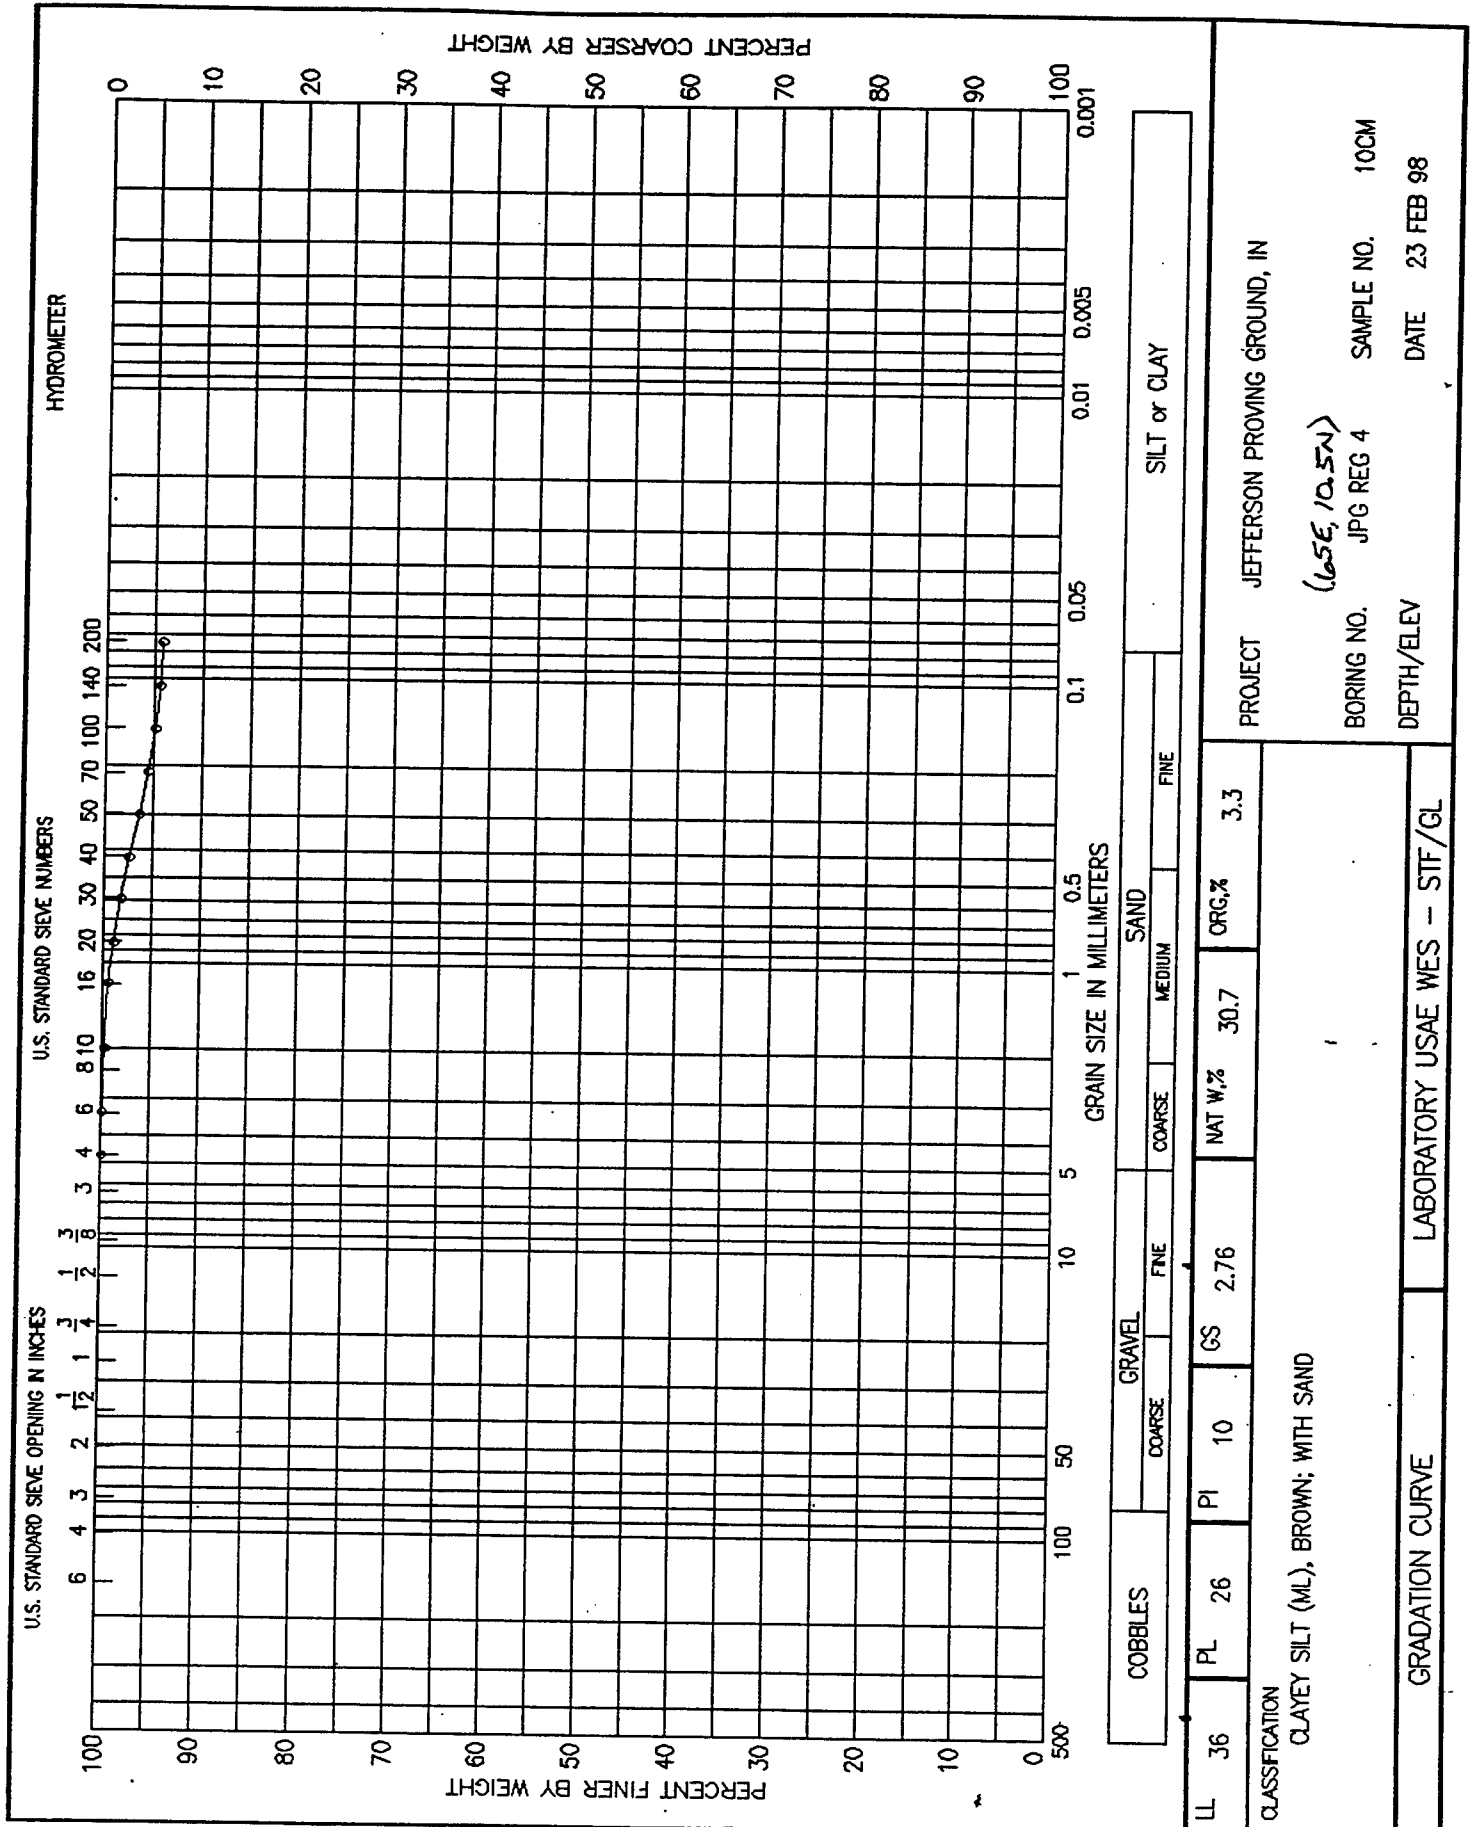 U.S. STANDARD SIEVE OPENING IN INCHES U.S. STANDARD SIEVE NUMBERS HYDROMETER
6 4 3 2 1½ 1 ¾ ½ ⅜ 3 4 6 8 10 16 20 30 40 50 70 100 140 200
PERCENT FINER BY WEIGHT
100
90
80
70
60
50
40
30
20
10
0
PERCENT COARSER BY WEIGHT
0
10
20
30
40
50
60
70
80
90
100
500 100 50 10 5 1 0.5 0.1 0.05 0.01 0.005 0.001
GRAIN SIZE IN MILLIMETERS
COBBLES GRAVEL SAND SILT or CLAY
COARSE FINE COARSE MEDIUM FINE
LL 36 PL 26 PI 10 GS 2.76 NAT W,% 30.7 ORG,% 3.3
CLASSIFICATION
CLAYEY SILT (ML), BROWN; WITH SAND
PROJECT JEFFERSON PROVING GROUND, IN
(.65E, 10.5N)
BORING NO. JPG REG 4 SAMPLE NO. 10CM
DEPTH/ELEV DATE 23 FEB 98
GRADATION CURVE LABORATORY USAE WES - STF/GL